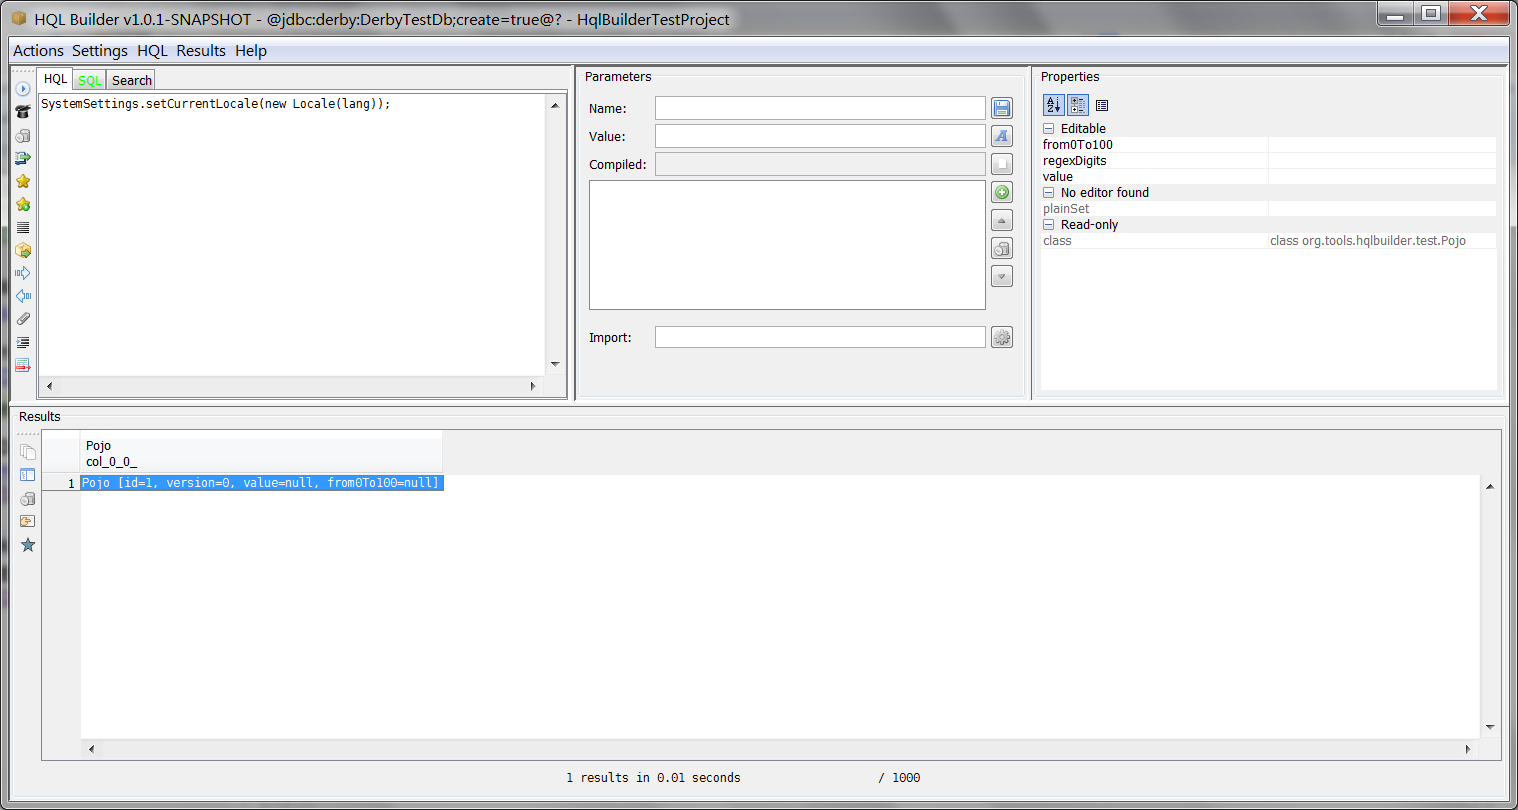 HQL Builder v1.0.1-SNAPSHOT - @jdbc:derby:DerbyTestDb;create=true@? - HqlBuilderTestProject
Actions Settings HQL Results Help
HQL SQL Search
SystemSettings.setCurrentLocale(new Locale(lang));
Parameters
Name:
Value:
Compiled:
Import:
Properties
Editable
from0To100
regexDigits
value
No editor found
plainSet
Read-only
class class org.tools.hqlbuilder.test.Pojo
Results
Pojo
col_0_0_
1 Pojo [id=1, version=0, value=null, from0To100=null]
1 results in 0.01 seconds / 1000